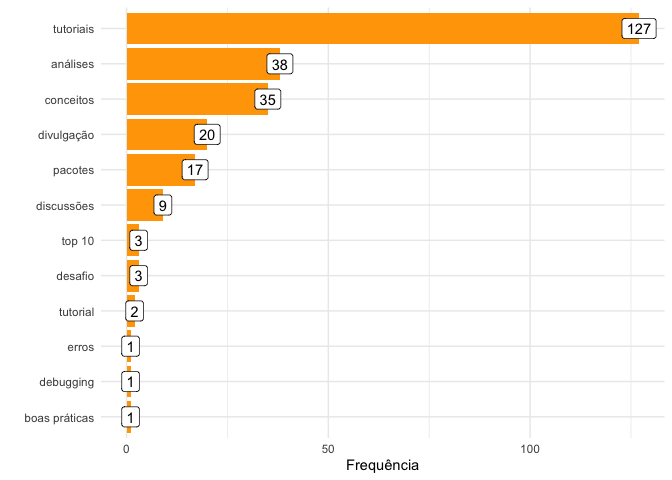 tutoriais 127
análises 38
conceitos 35
divulgação 20
pacotes 17
discussões 9
top 10 3
desafio 3
tutorial 2
erros 1
debugging 1
boas práticas 1
0 50 100
Frequência